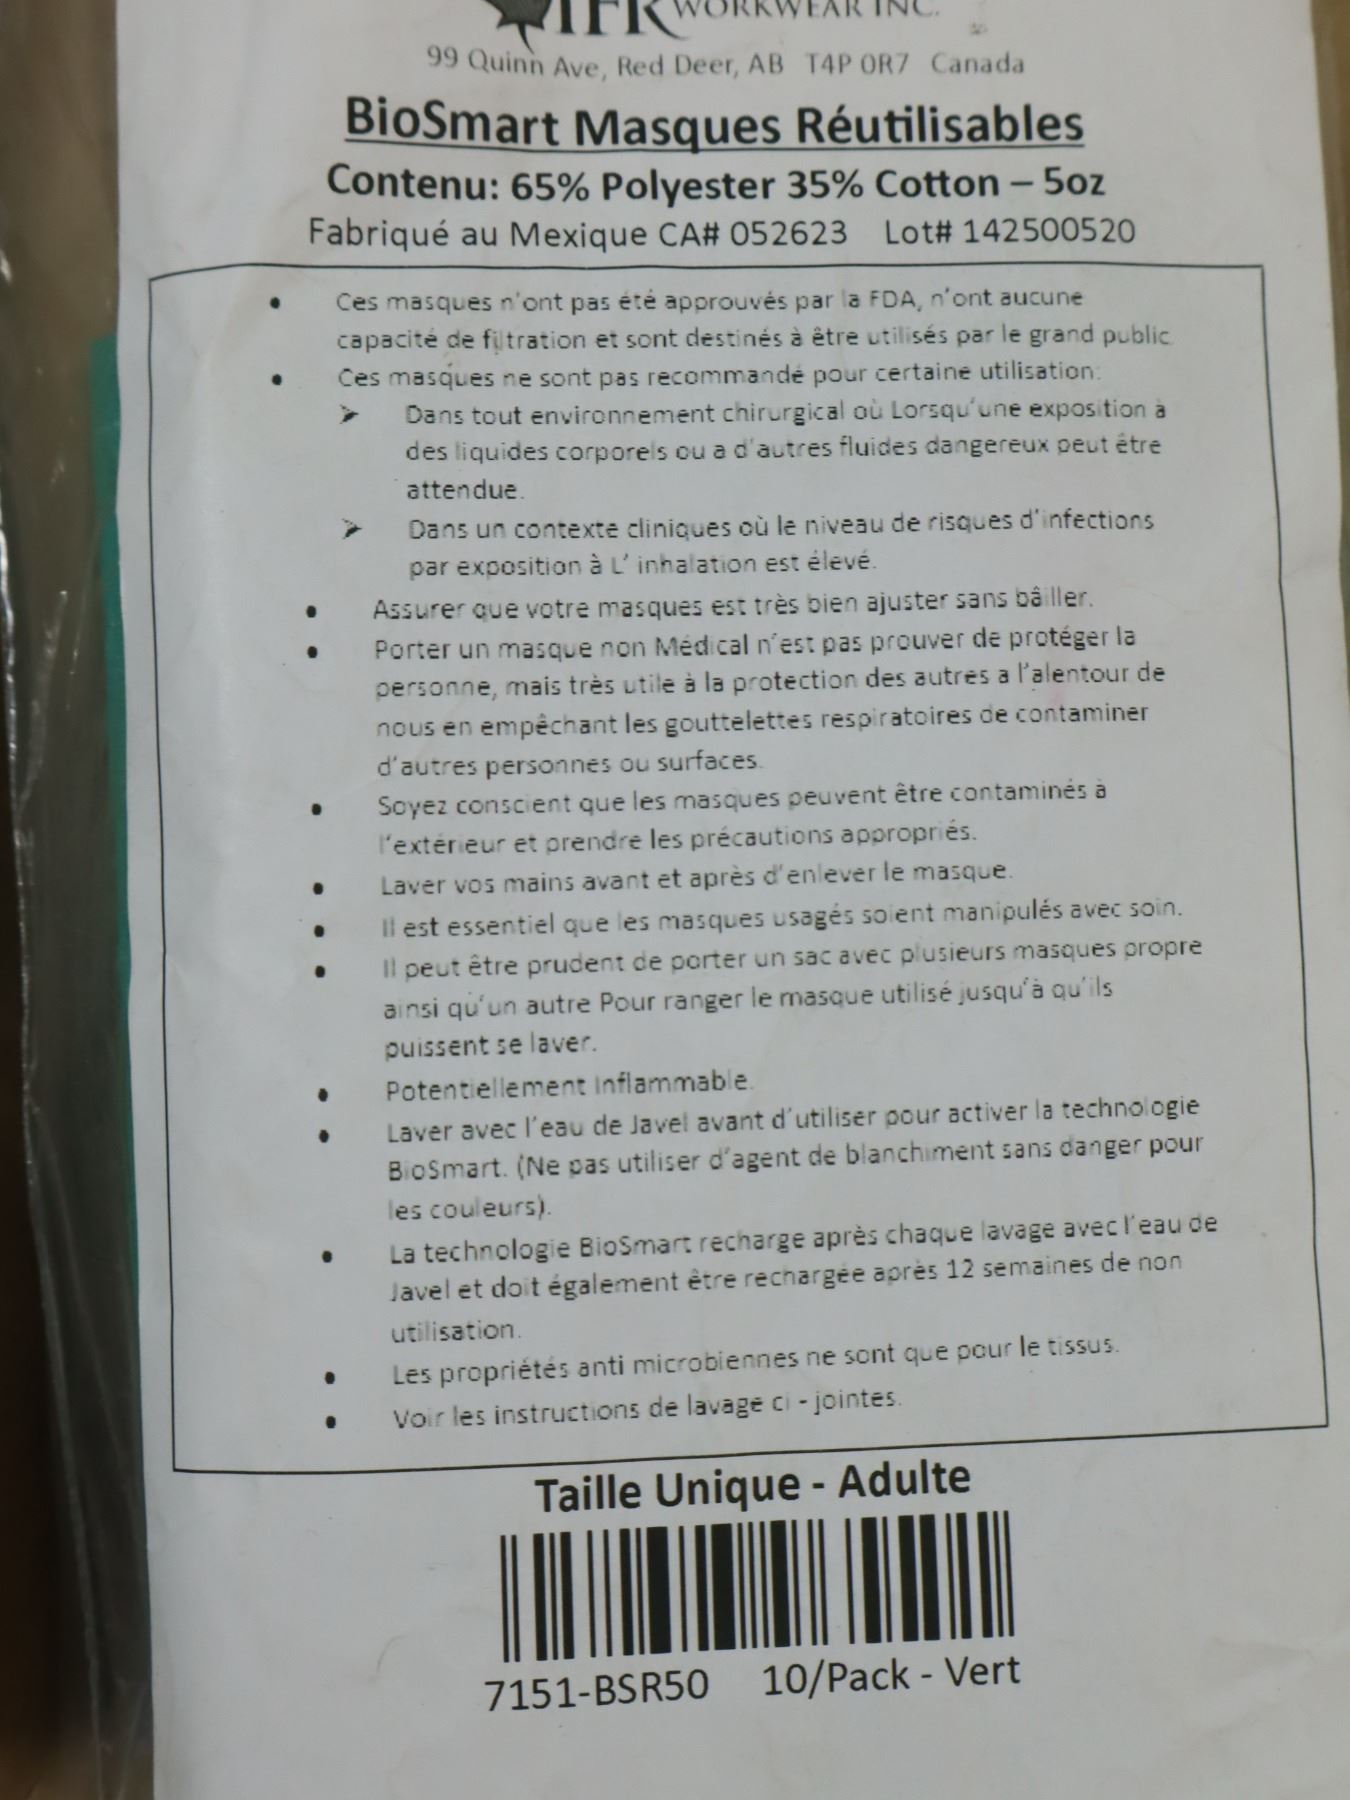 IFR WORKWEAR INC.
99 Quinn Ave, Red Deer, AB T4P 0R7 Canada
BioSmart Masques Réutilisables
Contenu: 65% Polyester 35% Cotton – 5oz
Fabriqué au Mexique CA# 052623 Lot# 142500520
• Ces masques n'ont pas été approuvés par la FDA, n'ont aucune
capacité de filtration et sont destinés à être utilisés par le grand public.
• Ces masques ne sont pas recommandé pour certaine utilisation:
➢ Dans tout environnement chirurgical où Lorsqu'une exposition à
des liquides corporels ou a d'autres fluides dangereux peut être
attendue.
➢ Dans un contexte cliniques où le niveau de risques d'infections
par exposition à L' inhalation est élevé.
• Assurer que votre masques est très bien ajuster sans bâiller.
• Porter un masque non Médical n'est pas prouver de protéger la
personne, mais très utile à la protection des autres a l'alentour de
nous en empêchant les gouttelettes respiratoires de contaminer
d'autres personnes ou surfaces.
• Soyez conscient que les masques peuvent être contaminés à
l'extérieur et prendre les précautions appropriés.
• Laver vos mains avant et après d'enlever le masque.
• Il est essentiel que les masques usagés soient manipulés avec soin.
• Il peut être prudent de porter un sac avec plusieurs masques propre
ainsi qu'un autre Pour ranger le masque utilisé jusqu'à qu'ils
puissent se laver.
• Potentiellement Inflammable.
• Laver avec l'eau de Javel avant d'utiliser pour activer la technologie
BioSmart. (Ne pas utiliser d'agent de blanchiment sans danger pour
les couleurs).
• La technologie BioSmart recharge après chaque lavage avec l'eau de
Javel et doit également être rechargée après 12 semaines de non
utilisation.
• Les propriétés anti microbiennes ne sont que pour le tissus.
• Voir les instructions de lavage ci - jointes.
Taille Unique - Adulte
7151-BSR50 10/Pack - Vert